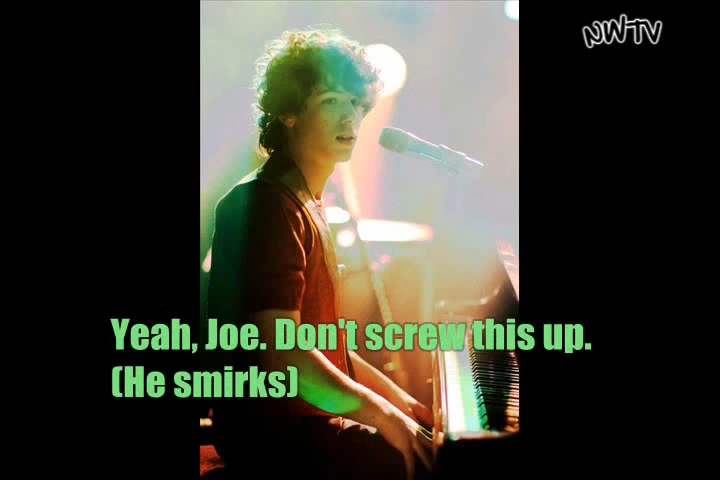 NWTV
Yeah, Joe. Don't screw this up.
(He smirks)